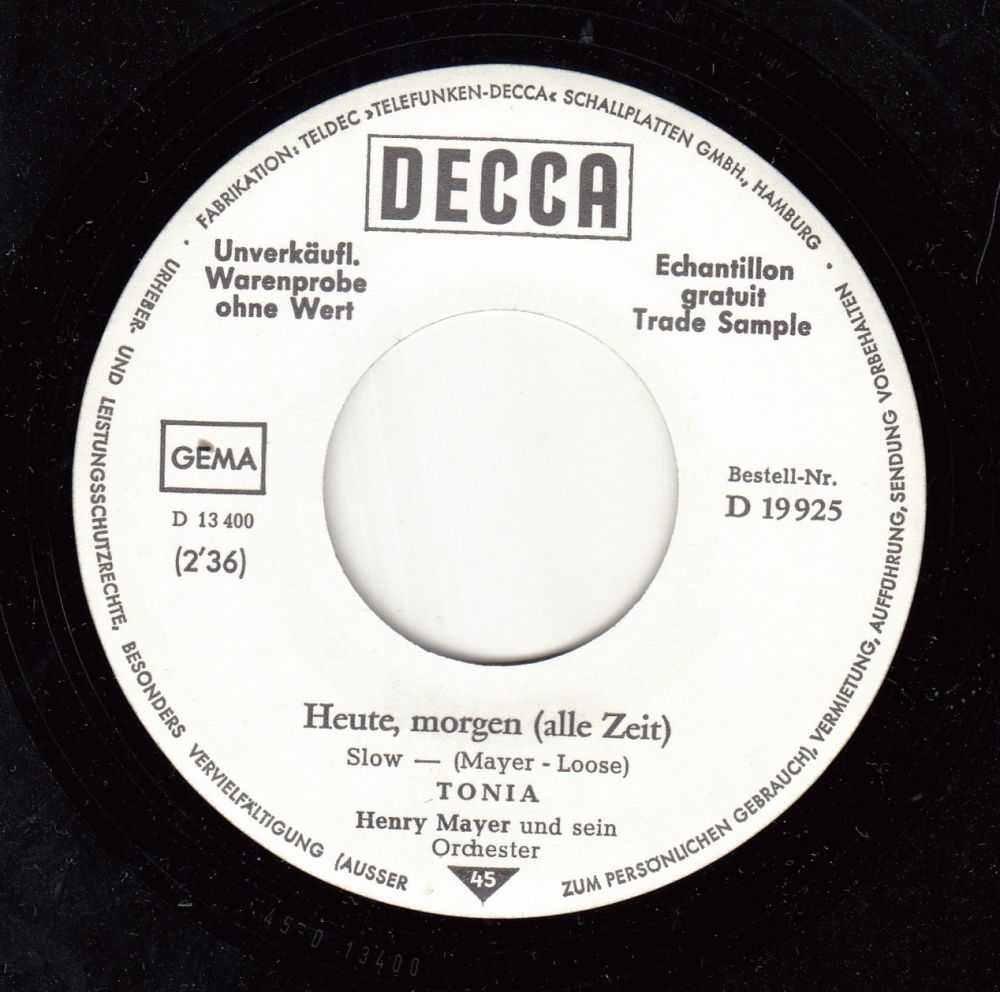 FABRIKATION: TELDEC »TELEFUNKEN-DECCA« SCHALLPLATTEN GMBH., HAMBURG •
URHEBER- UND LEISTUNGSSCHUTZRECHTE, BESONDERS VERVIELFÄLTIGUNG (AUSSER
ZUM PERSÖNLICHEN GEBRAUCH), VERMIETUNG, AUFFÜHRUNG, SENDUNG VORBEHALTEN •
DECCA
Unverkäufl.
Warenprobe
ohne Wert
Echantillon
gratuit
Trade Sample
GEMA
D 13 400
(2'36)
Bestell-Nr.
D 19 925
Heute, morgen (alle Zeit)
Slow — (Mayer - Loose)
TONIA
Henry Mayer und sein
Orchester
45
45-D 13400